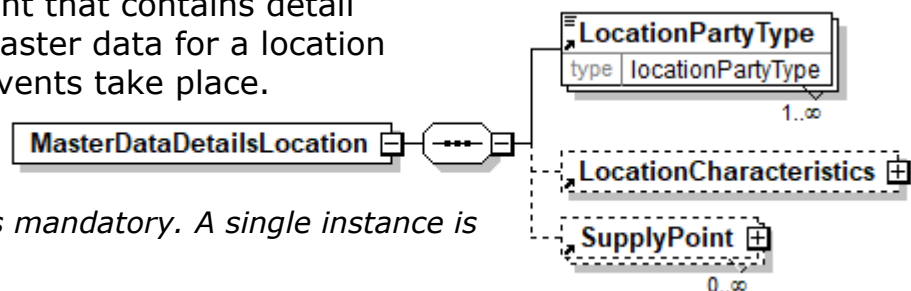 nt that contains detail
aster data for a location
vents take place.
LocationPartyType
type locationPartyType
1..∞
MasterDataDetailsLocation
LocationCharacteristics
s mandatory. A single instance is
SupplyPoint
0..∞